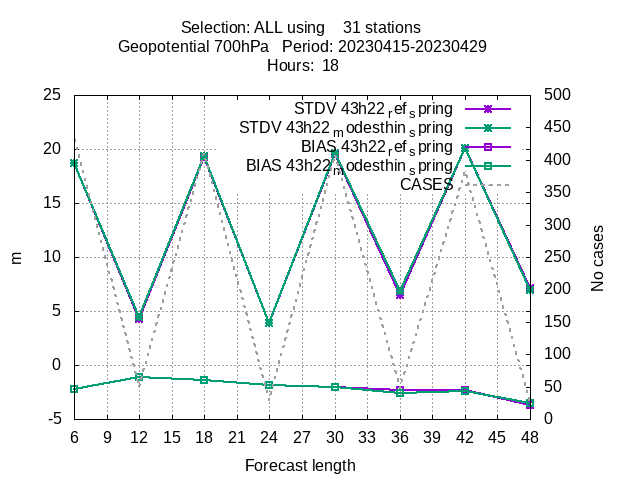 Selection: ALL using    31 stations
Geopotential 700hPa   Period: 20230415-20230429
Hours:  18
25 500
20 15 10 5 0 -5
450 400 350 300 250 200 150 100 50 0
STDV 43h22_ref_spring
STDV 43h22_modesthin_spring
BIAS 43h22_ref_spring
BIAS 43h22_modesthin_spring
CASES
m
No cases
6 9 12 15 18 21 24 27 30 33 36 39 42 45 48
Forecast length